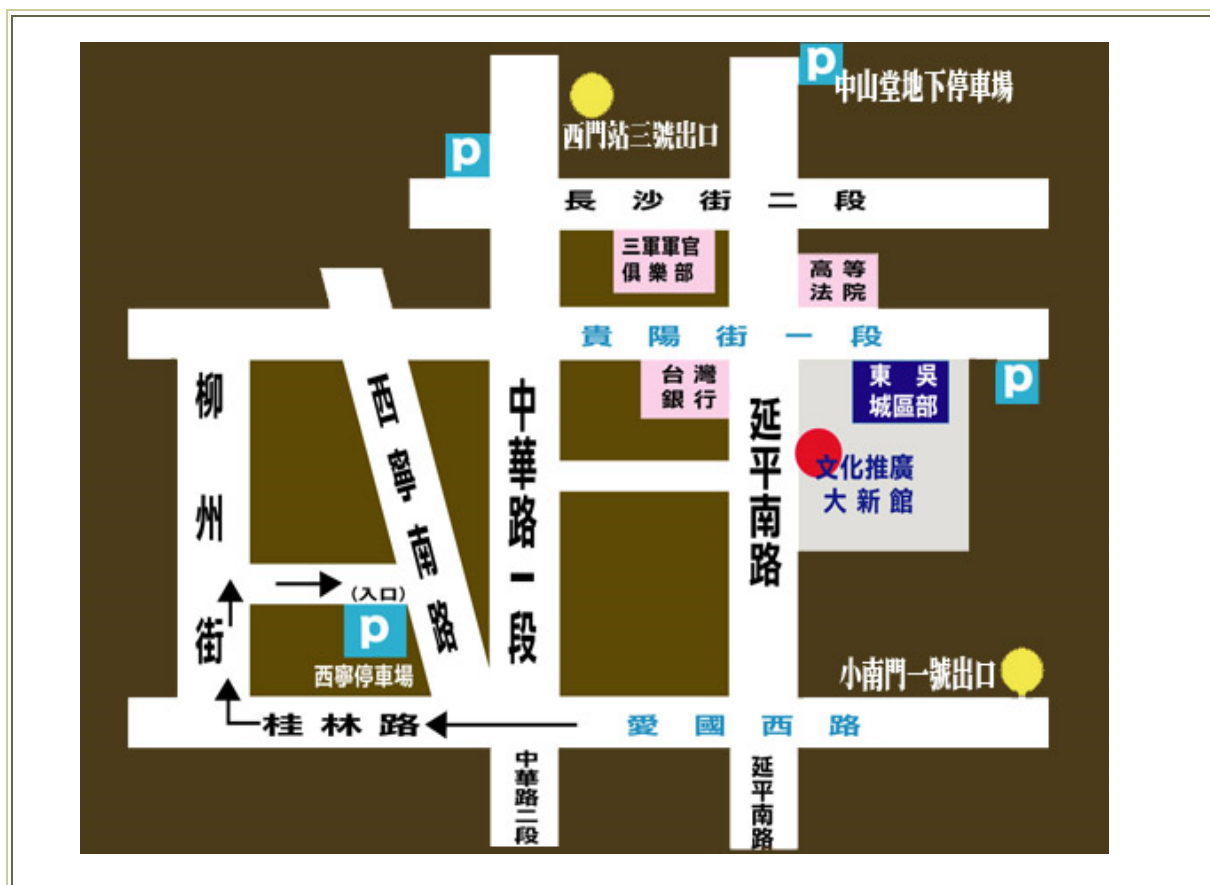 P
中山堂地下停車場
西門站三號出口
P
長沙街二段
三軍軍官
俱樂部
高等
法院
貴陽街一段
柳州街
西寧南路
中華路一段
台灣
銀行
延平南路
東吳
城區部
P
文化推廣
大新館
(入口)
P
西寧停車場
小南門一號出口
桂林路
愛國西路
中華路二段
延平南路